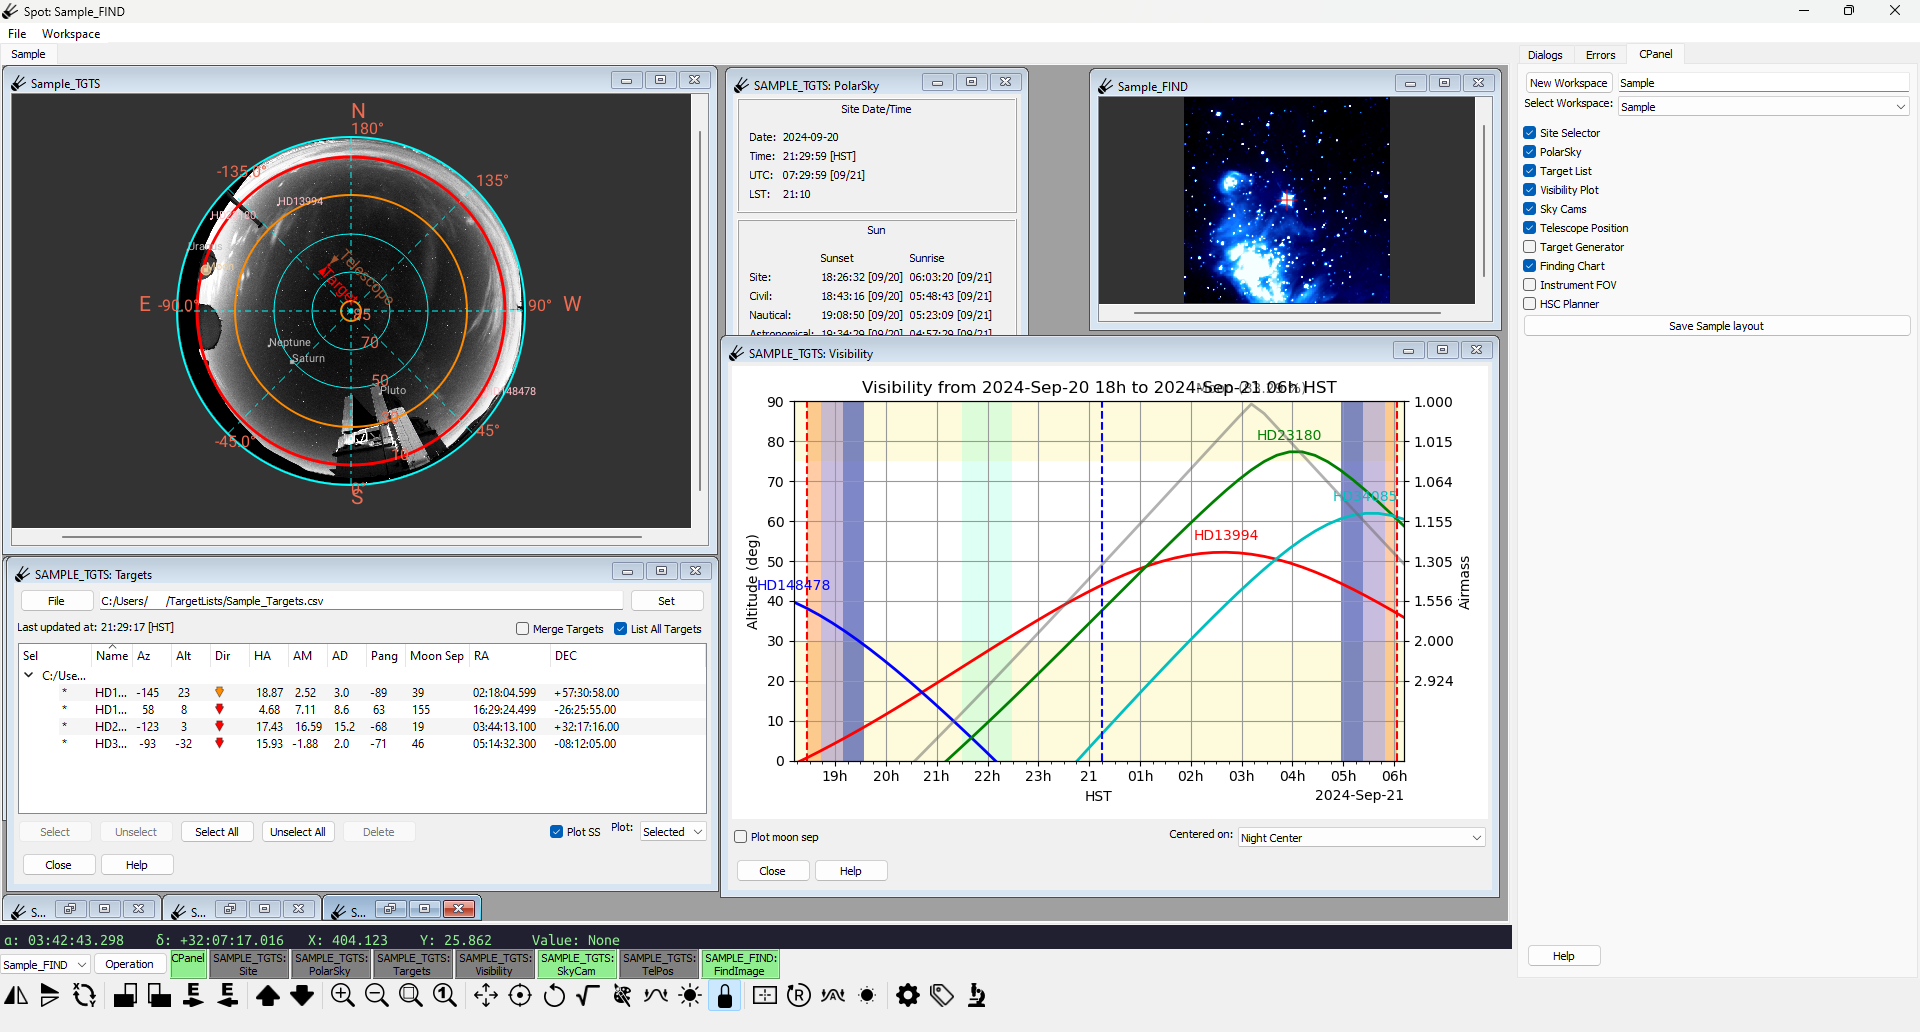 Spot: Sample_FIND
File Workspace
Sample
Sample_TGTS
N
180°
-135.0°
135°
HD13994
E -90.0°
90° W
Telescope
Target
85
Neptune
70
Saturn
50
Pluto
-45.0°
45°
10
0°
S
SAMPLE_TGTS: PolarSky
Site Date/Time
Date: 2024-09-20
Time: 21:29:59 [HST]
UTC: 07:29:59 [09/21]
LST: 21:10
Sun
Sunset Sunrise
Site: 18:26:32 [09/20] 06:03:20 [09/21]
Civil: 18:43:16 [09/20] 05:48:43 [09/21]
Nautical: 19:08:50 [09/20] 05:23:09 [09/21]
Astronomical: 19:34:29 [09/20] 04:57:29 [09/21]
Sample_FIND
SAMPLE_TGTS: Targets
File C:/Users/ /TargetLists/Sample_Targets.csv Set
Last updated at: 21:29:17 [HST] Merge Targets List All Targets
Sel Name Az Alt Dir HA AM AD Pang Moon Sep RA DEC
C:/Use...
* HD1... -145 23 18.87 2.52 3.0 -89 39 02:18:04.599 +57:30:58.00
* HD1... 58 8 4.68 7.11 8.6 63 155 16:29:24.499 -26:25:55.00
* HD2... -123 3 17.43 16.59 15.2 -68 19 03:44:13.100 +32:17:16.00
* HD3... -93 -32 15.93 -1.88 2.0 -71 46 05:14:32.300 -08:12:05.00
Select Unselect Select All Unselect All Delete Plot SS Plot: Selected
Close Help
SAMPLE_TGTS: Visibility
Visibility from 2024-Sep-20 18h to 2024-Sep-21 06h HST
90 1.000
80 HD23180 1.015
70 1.064
60 1.155
50 HD13994 1.305
40 HD148478 1.556
30 2.000
20 2.924
10
0
Altitude (deg)
Airmass
19h 20h 21h 22h 23h 21 01h 02h 03h 04h 05h 06h
HST 2024-Sep-21
Plot moon sep Centered on: Night Center
Close Help
S... S... S...
α: 03:42:43.298 δ: +32:07:17.016 X: 404.123 Y: 25.862 Value: None
Sample_FIND Operation CPanel
SAMPLE_TGTS: Site
SAMPLE_TGTS: PolarSky
SAMPLE_TGTS: Targets
SAMPLE_TGTS: Visibility
SAMPLE_TGTS: SkyCam
SAMPLE_TGTS: TelPos
SAMPLE_FIND: FindImage
Dialogs Errors CPanel
New Workspace Sample
Select Workspace: Sample
Site Selector
PolarSky
Target List
Visibility Plot
Sky Cams
Telescope Position
Target Generator
Finding Chart
Instrument FOV
HSC Planner
Save Sample layout
Help